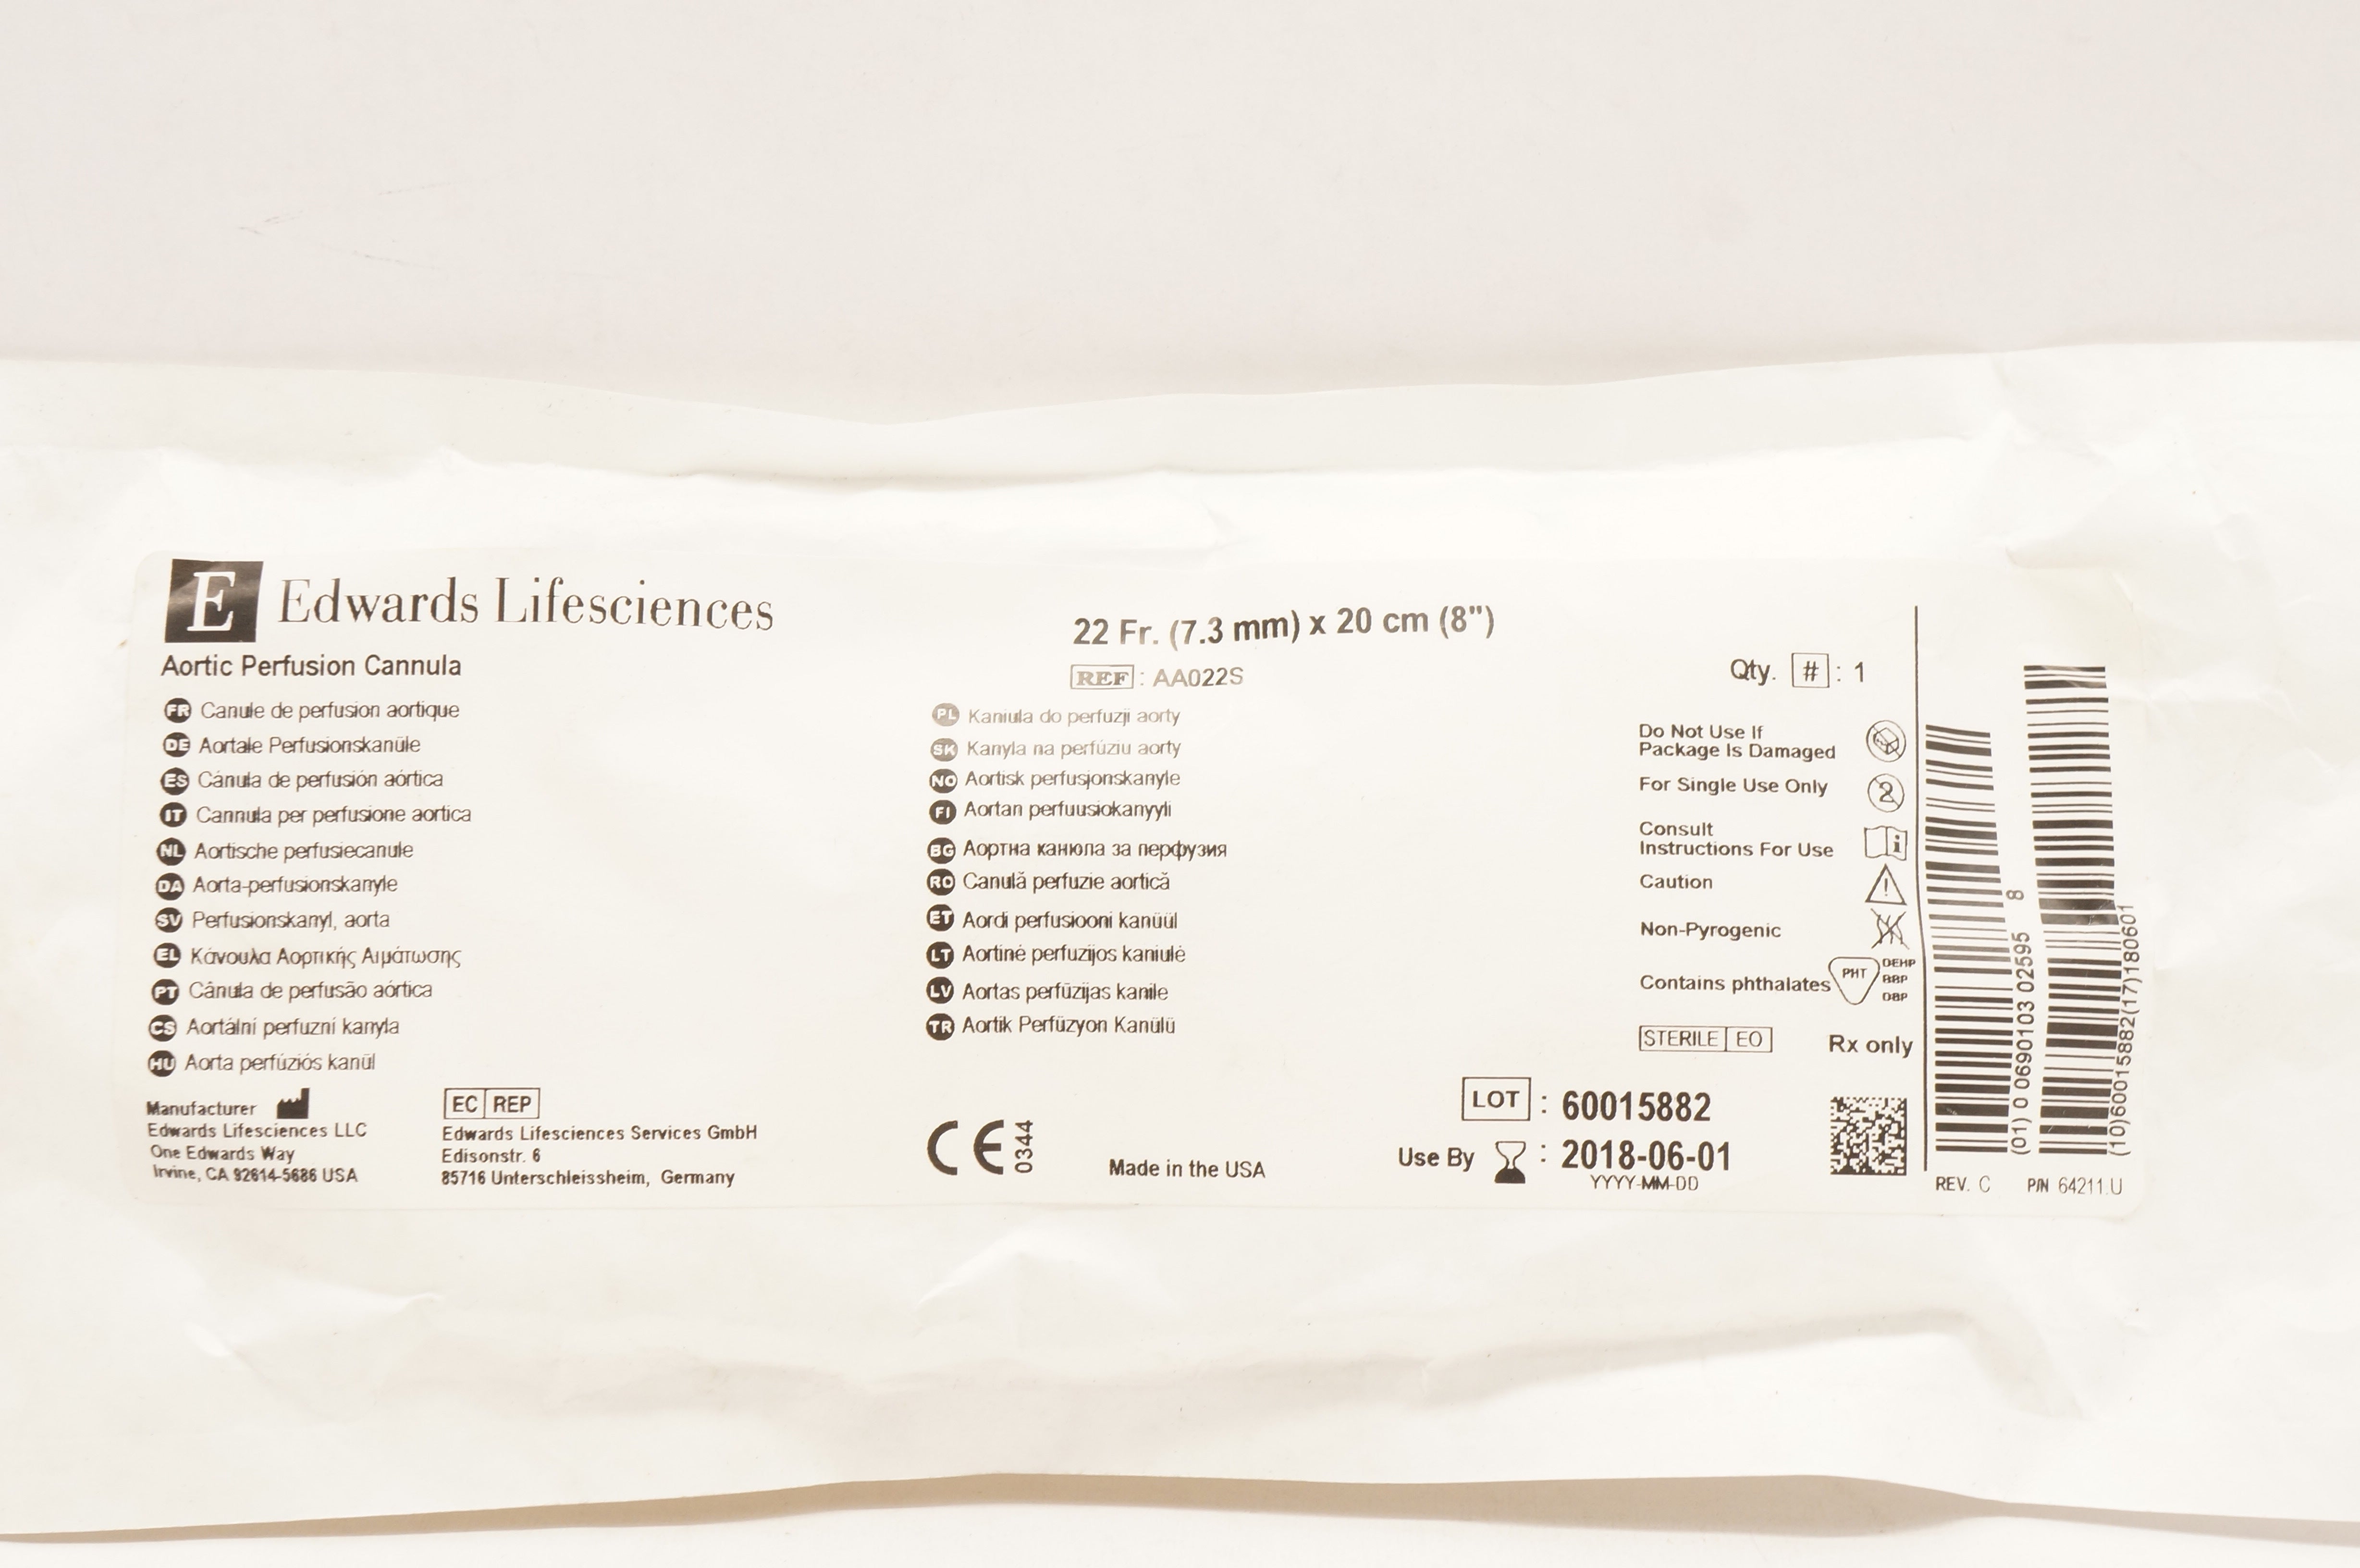 E Edwards Lifesciences
Aortic Perfusion Cannula
FR Canule de perfusion aortique
DE Aortale Perfusionskanüle
ES Cánula de perfusión aórtica
IT Cannula per perfusione aortica
NL Aortische perfusiecanule
DA Aorta-perfusionskanyle
SV Perfusionskanyl, aorta
EL Κάνουλα Αορτικής Αιμάτωσης
PT Cânula de perfusão aórtica
CS Aortální perfuzní kanyla
HU Aorta perfúziós kanül
Manufacturer
Edwards Lifesciences LLC
One Edwards Way
Irvine, CA 92614-5686 USA
EC REP
Edwards Lifesciences Services GmbH
Edisonstr. 6
85716 Unterschleissheim, Germany
22 Fr. (7.3 mm) x 20 cm (8")
REF : AA022S
PL Kaniula do perfuzji aorty
SK Kanyla na perfúziu aorty
NO Aortisk perfusjonskanyle
FI Aortan perfuusiokanyyli
BG Аортна канюла за перфузия
RO Canulă perfuzie aortică
ET Aordi perfusiooni kanüül
LT Aortinė perfuzijos kaniulė
LV Aortas perfūzijas kanile
TR Aortik Perfüzyon Kanülü
CE 0344
Made in the USA
Qty. # : 1
Do Not Use If
Package Is Damaged
For Single Use Only 2
Consult
Instructions For Use i
Caution !
Non-Pyrogenic
Contains phthalates PHT DEHP
BBP
DBP
STERILE EO
Rx only
LOT : 60015882
Use By : 2018-06-01
YYYY-MM-DD
(01) 0 0690103 02595 8
(10)60015882(17)180601
REV. C P/N 64211.U